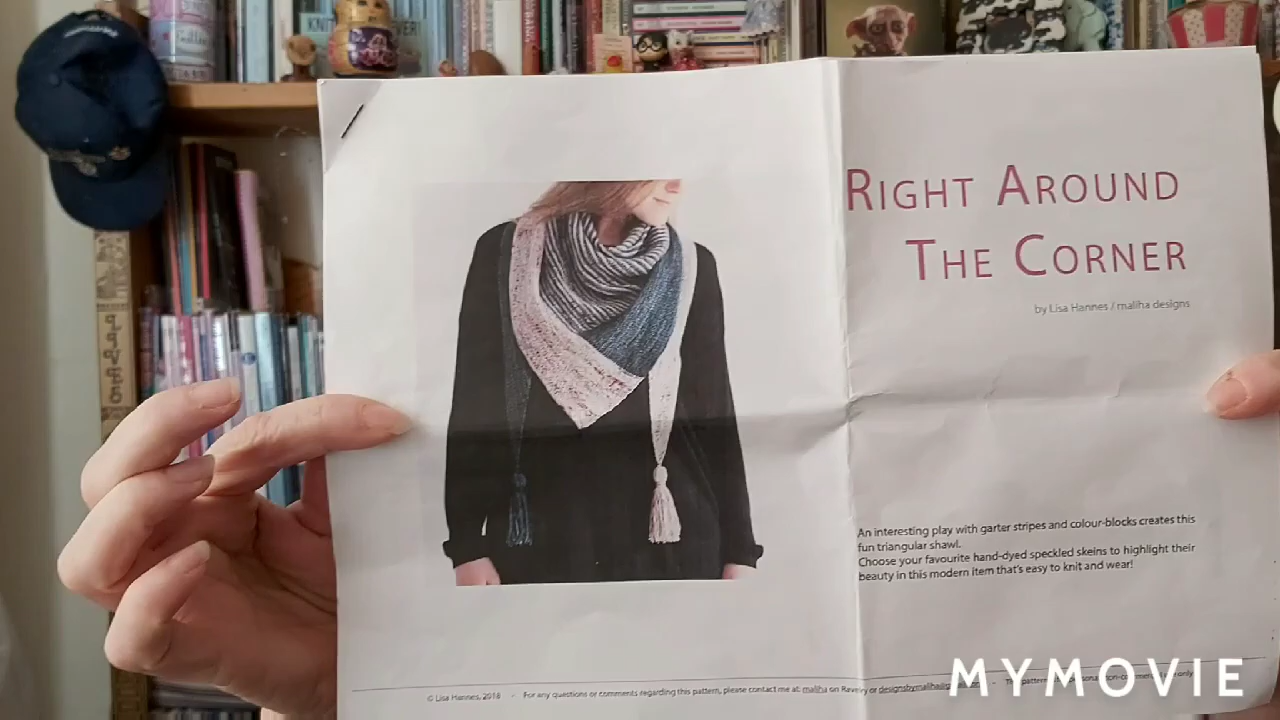 RIGHT AROUND
THE CORNER
by Lisa Hannes / maliha designs
An interesting play with garter stripes and colour-blocks creates this
fun triangular shawl.
Choose your favourite hand-dyed speckled skeins to highlight their
beauty in this modern item that's easy to knit and wear!
© Lisa Hannes, 2018 - For any questions or comments regarding this pattern, please contact me at: maliha on Ravelry or
MYMOVIE